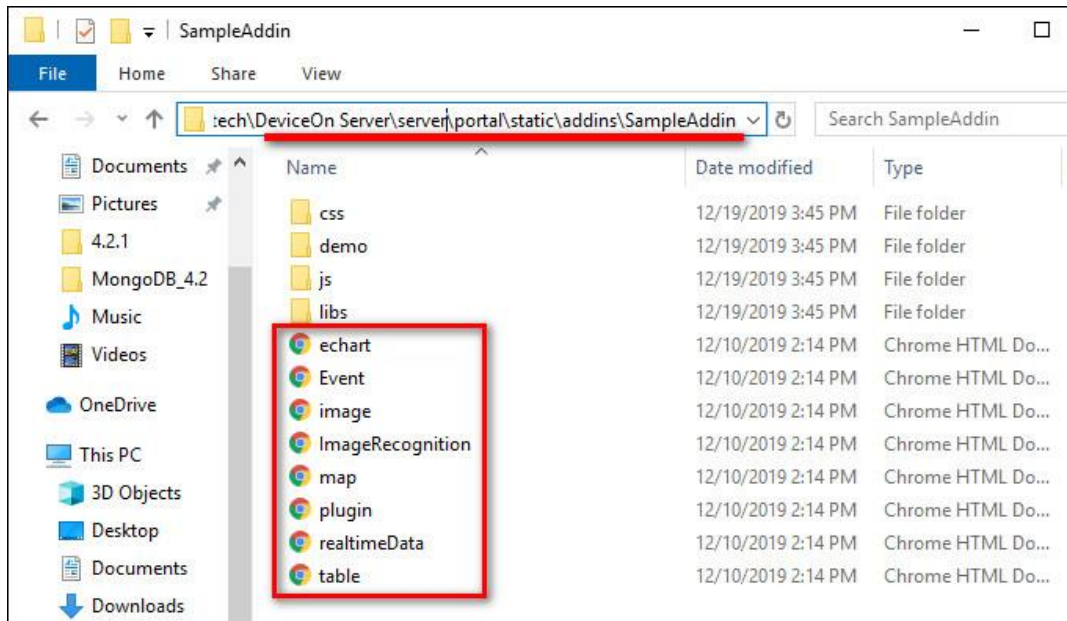 SampleAddin
File Home Share View
:ech\DeviceOn Server\server\portal\static\addins\SampleAddin Search SampleAddin
Documents Name Date modified Type
Pictures css 12/19/2019 3:45 PM File folder
4.2.1 demo 12/19/2019 3:45 PM File folder
MongoDB_4.2 js 12/19/2019 3:45 PM File folder
Music libs 12/19/2019 3:45 PM File folder
Videos echart 12/10/2019 2:14 PM Chrome HTML Do...
Event 12/10/2019 2:14 PM Chrome HTML Do...
OneDrive image 12/10/2019 2:14 PM Chrome HTML Do...
This PC ImageRecognition 12/10/2019 2:14 PM Chrome HTML Do...
map 12/10/2019 2:14 PM Chrome HTML Do...
3D Objects plugin 12/10/2019 2:14 PM Chrome HTML Do...
Desktop realtimeData 12/10/2019 2:14 PM Chrome HTML Do...
Documents table 12/10/2019 2:14 PM Chrome HTML Do...
Downloads